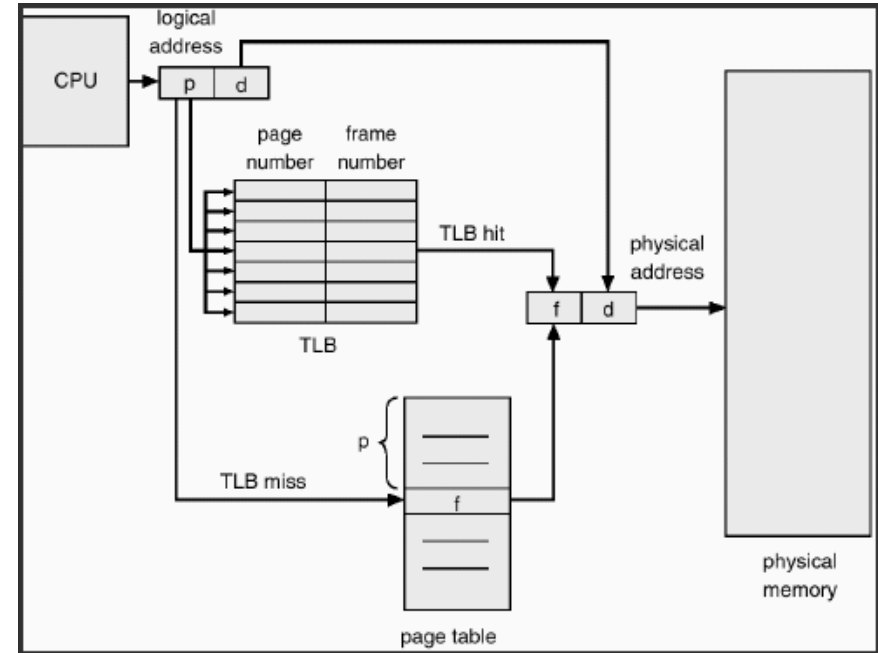 logical
address
CPU
p d
page frame
number number
TLB hit
physical
address
f d
TLB
p
TLB miss
f
physical
memory
page table